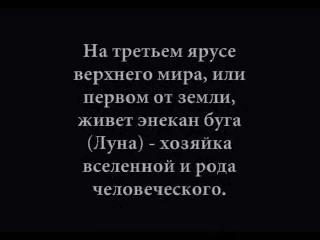 На третьем ярусе
верхнего мира, или
первом от земли,
живет энекан буга
(Луна) - хозяйка
вселенной и рода
человеческого.